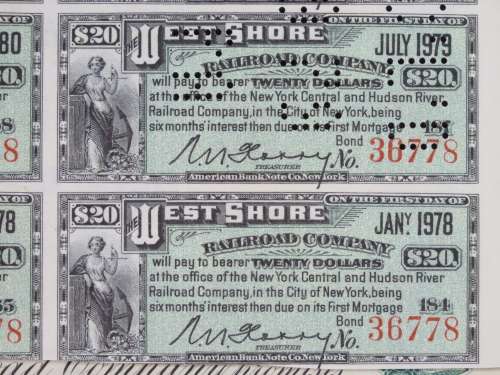 80
8
78
$20 THE WEST SHORE ON THE FIRST DAY OF
JULY 1979
RAILROAD COMPANY
will pay to bearer TWENTY DOLLARS $20
at the office of the New York Central and Hudson River
Railroad Company, in the City of New York, being
six months' interest then due on its First Mortgage
Bond
No. 36778
TREASURER
American Bank Note Co. New York
78
5
78
$20 THE WEST SHORE ON THE FIRST DAY OF
JANY. 1978
RAILROAD COMPANY
will pay to bearer TWENTY DOLLARS $20
at the office of the New York Central and Hudson River
Railroad Company, in the City of New York, being
six months' interest then due on its First Mortgage 184
Bond
No. 36778
TREASURER
American Bank Note Co. New York